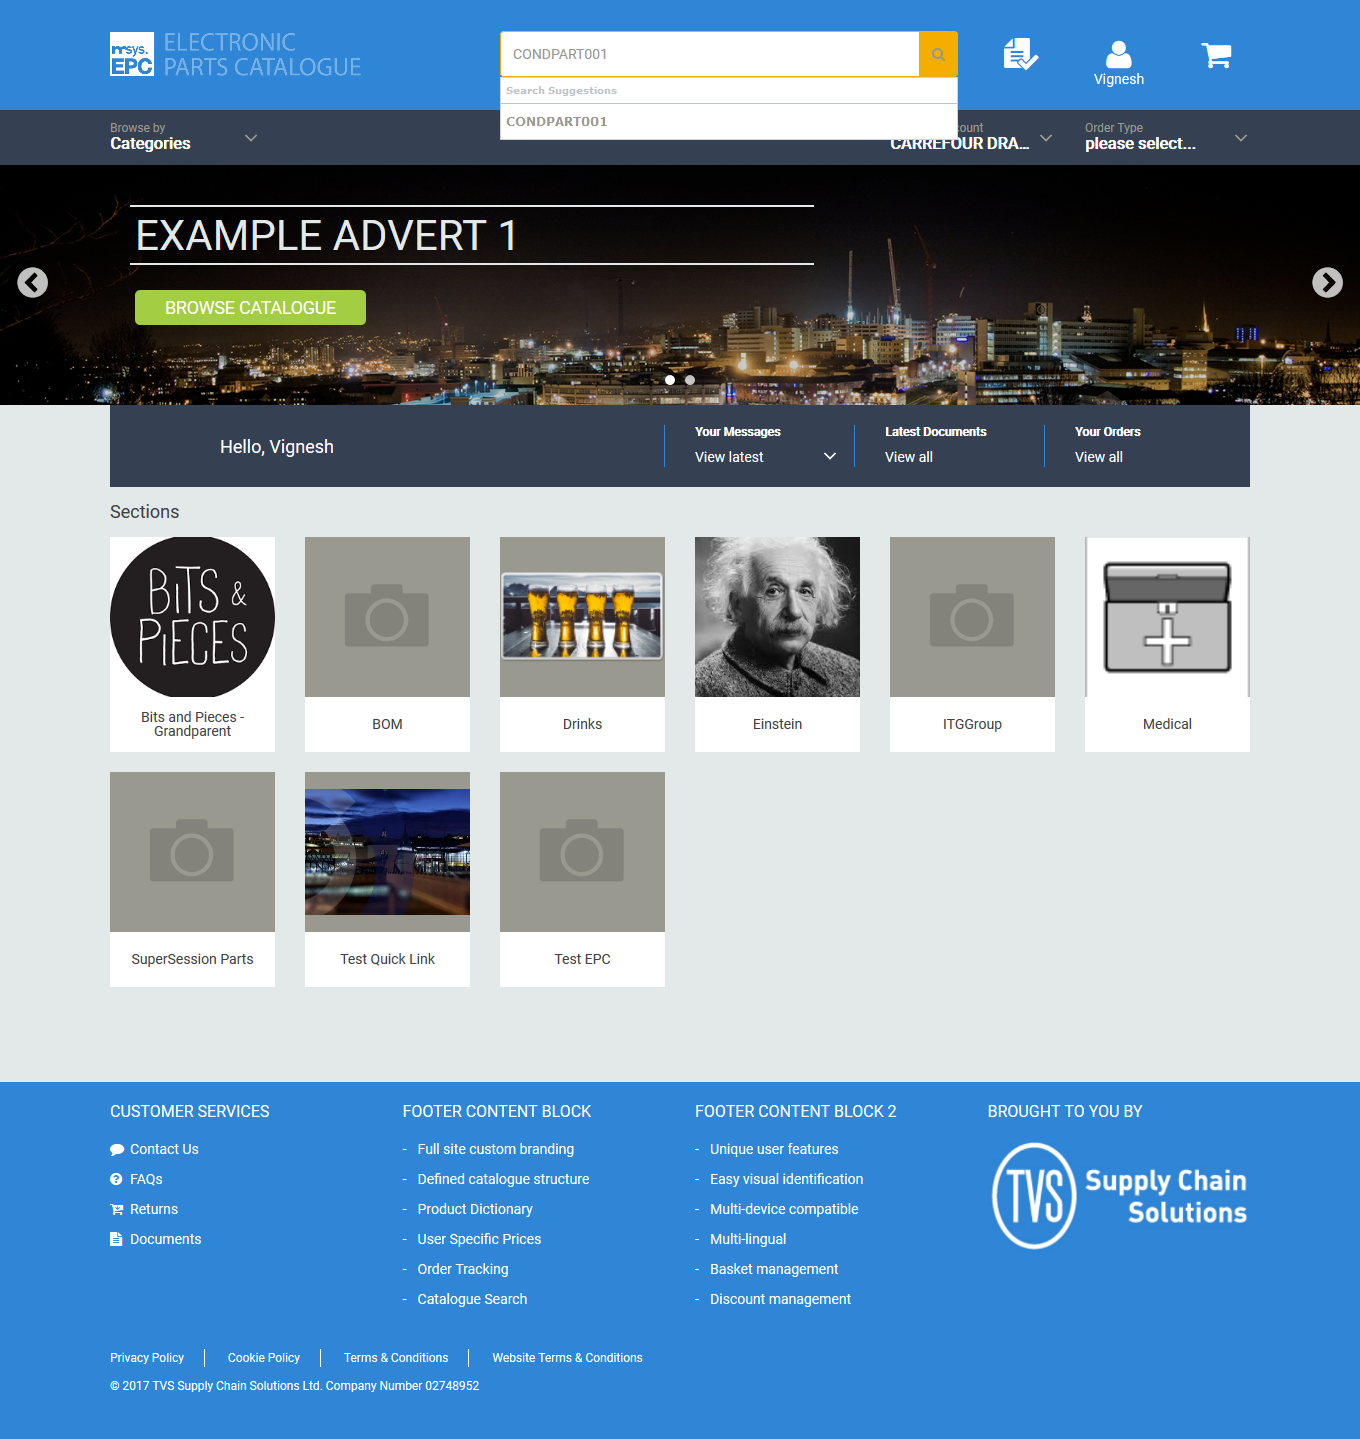 msys.
EPC
ELECTRONIC
PARTS CATALOGUE
CONDPART001
Search Suggestions
CONDPART001
Vignesh
Browse by
Categories
ount
CARREFOUR DRA...
Order Type
please select...
EXAMPLE ADVERT 1
BROWSE CATALOGUE
Hello, Vignesh
Your Messages
View latest
Latest Documents
View all
Your Orders
View all
Sections
BITS &
PIECES
Bits and Pieces -
Grandparent
BOM
Drinks
Einstein
ITGGroup
Medical
SuperSession Parts
Test Quick Link
Test EPC
CUSTOMER SERVICES
Contact Us
FAQs
Returns
Documents
FOOTER CONTENT BLOCK
- Full site custom branding
- Defined catalogue structure
- Product Dictionary
- User Specific Prices
- Order Tracking
- Catalogue Search
FOOTER CONTENT BLOCK 2
- Unique user features
- Easy visual identification
- Multi-device compatible
- Multi-lingual
- Basket management
- Discount management
BROUGHT TO YOU BY
TVS Supply Chain
Solutions
Privacy Policy
Cookie Policy
Terms & Conditions
Website Terms & Conditions
© 2017 TVS Supply Chain Solutions Ltd. Company Number 02748952